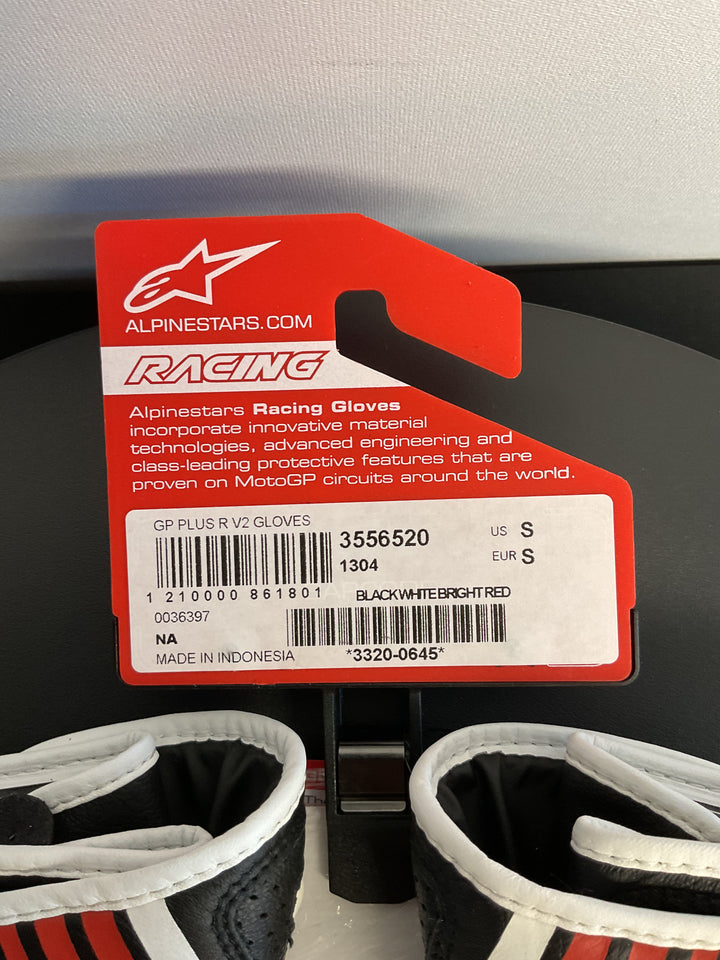 ALPINESTARS.COM
RACING
Alpinestars Racing Gloves
incorporate innovative material
technologies, advanced engineering and
class-leading protective features that are
proven on MotoGP circuits around the world.
GP PLUS R V2 GLOVES
3556520
US S
1304
EUR S
1 210000 861801
BLACK WHITE BRIGHT RED
0036397
NA
MADE IN INDONESIA
*3320-0645*